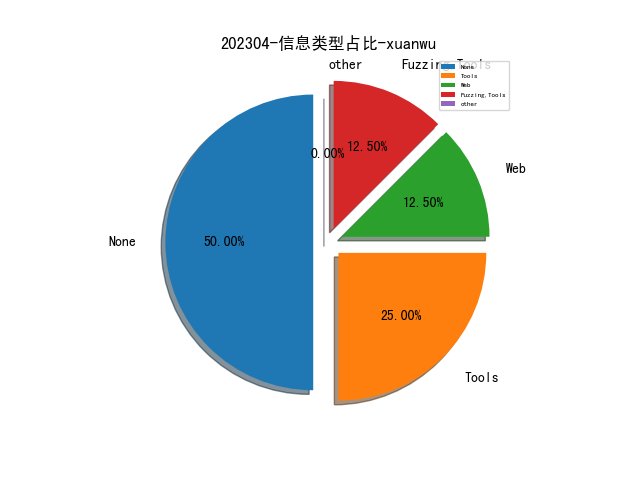 202304-信息类型占比-xuanwu
other
Fuzzing,Tools
None
Tools
Web
Fuzzing,Tools
other
0.00%
12.50%
Web
12.50%
None
50.00%
25.00%
Tools